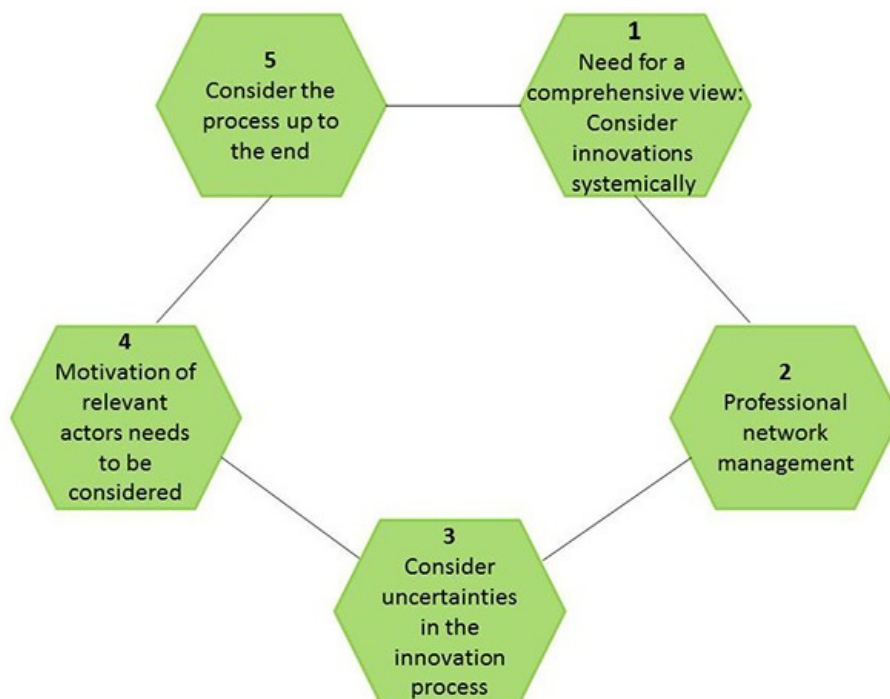 1
Need for a
comprehensive view:
Consider
innovations
systemically
2
Professional
network
management
3
Consider
uncertainties
in the
innovation
process
4
Motivation of
relevant
actors needs
to be
considered
5
Consider the
process up to
the end